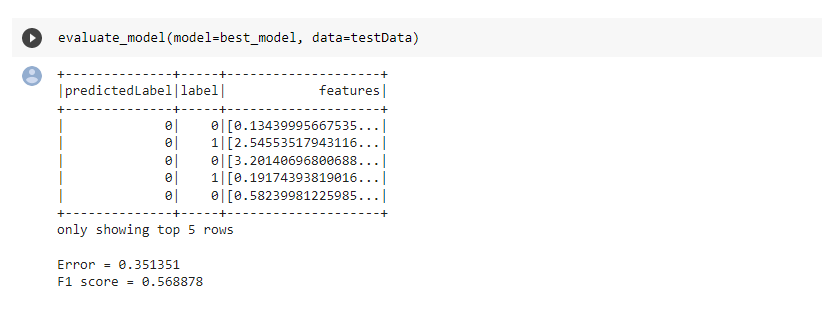 evaluate_model(model=best_model, data=testData)
+--------------+-----+--------------------+
|predictedLabel|label|            features|
+--------------+-----+--------------------+
|             0|    0|[0.13439995667535...|
|             0|    1|[2.54553517943116...|
|             0|    0|[3.20140696800688...|
|             0|    1|[0.19174393819016...|
|             0|    0|[0.58239981225985...|
+--------------+-----+--------------------+
only showing top 5 rows
Error = 0.351351
F1 score = 0.568878